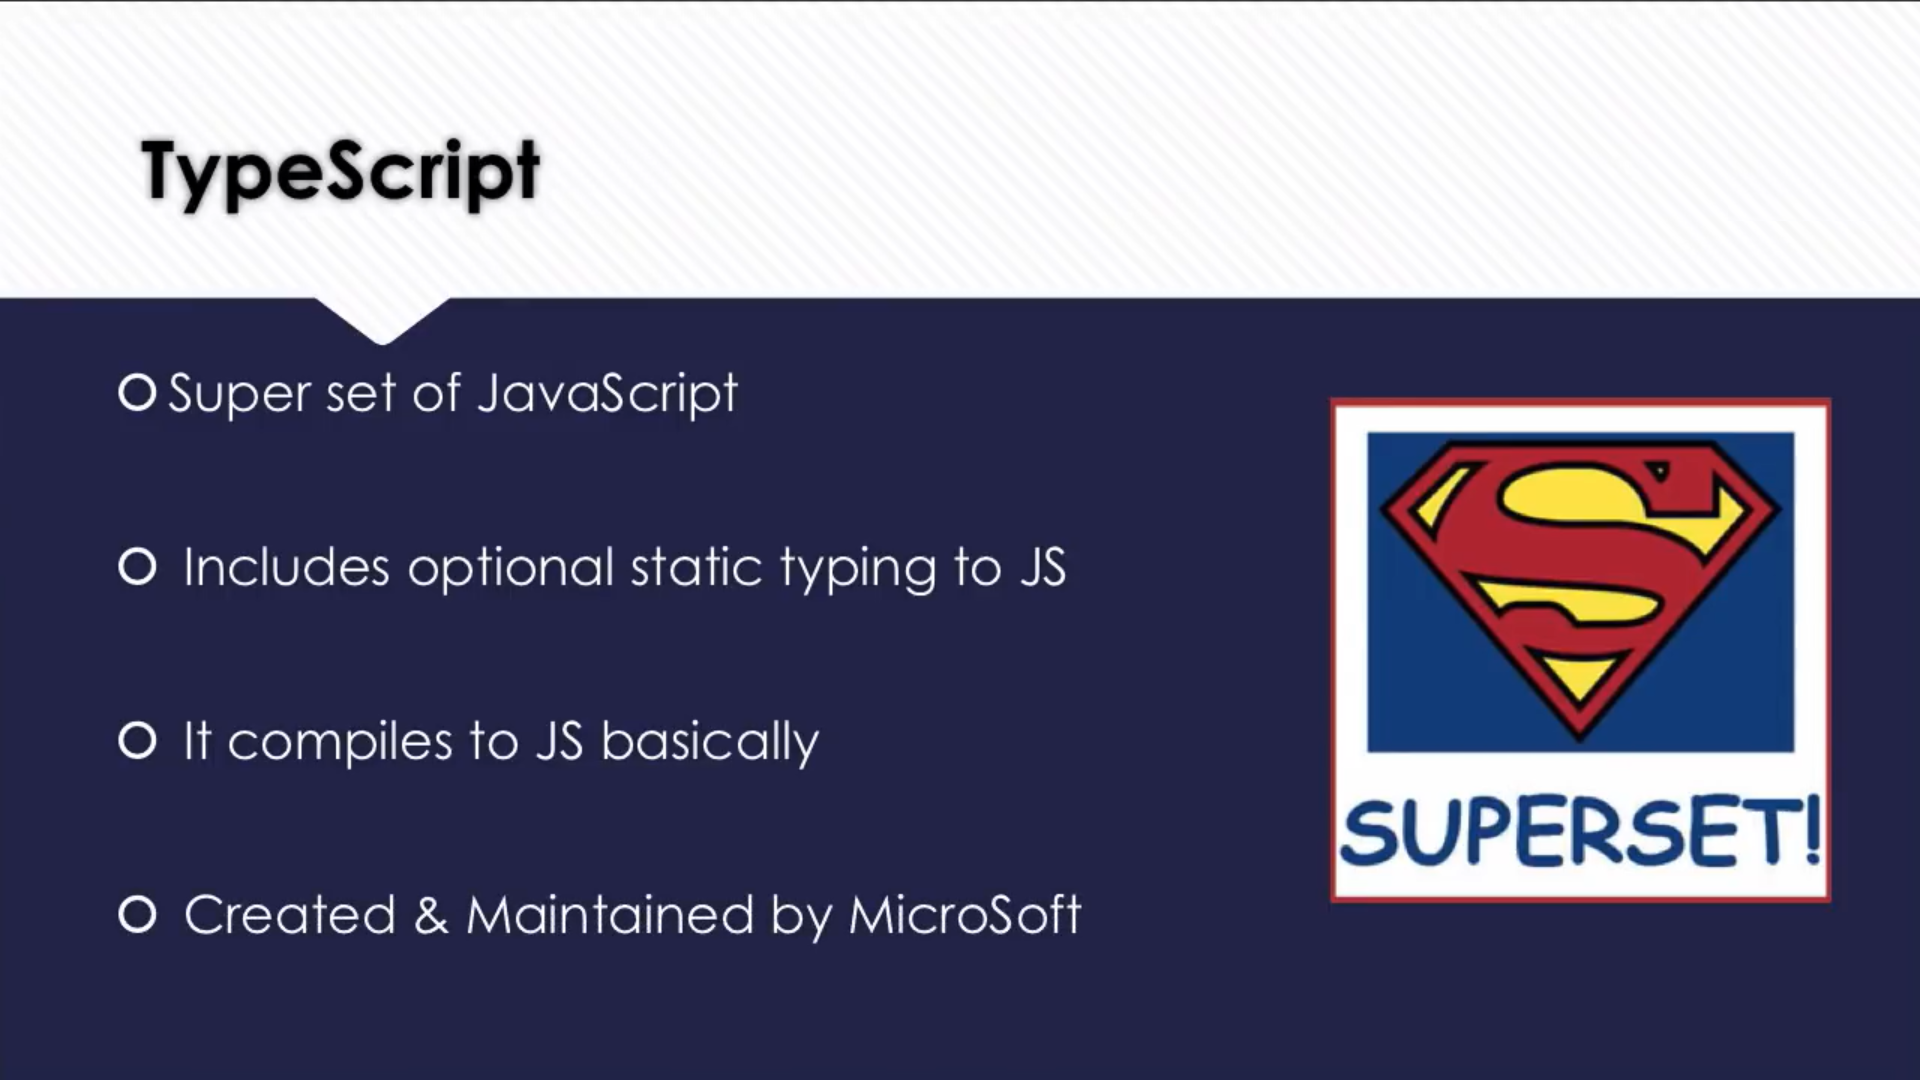 TypeScript
Super set of JavaScript
Includes optional static typing to JS
It compiles to JS basically
Created & Maintained by MicroSoft
S
SUPERSET!